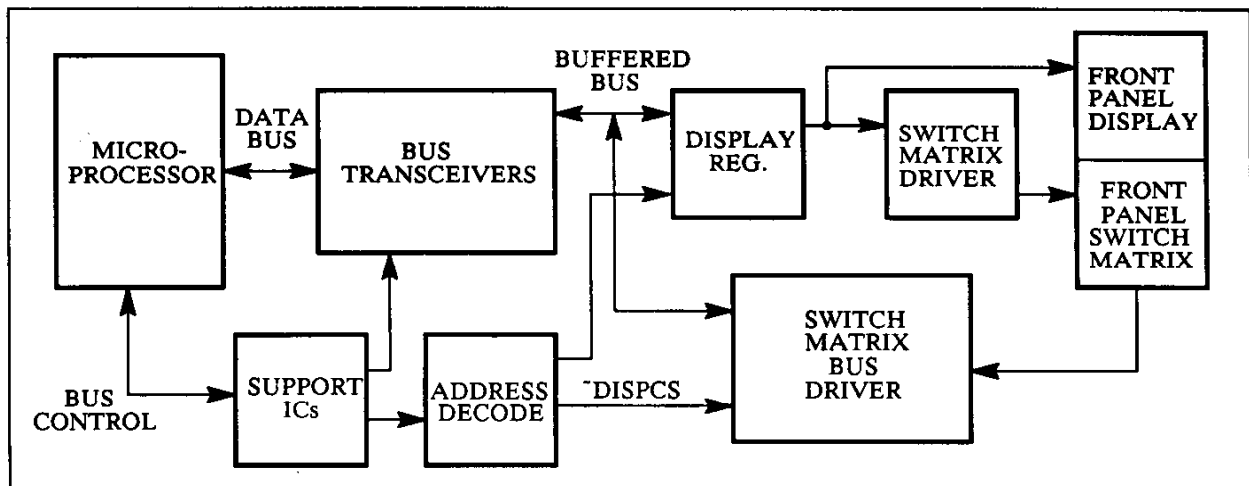 MICRO-
PROCESSOR
DATA
BUS
BUS
TRANSCEIVERS
BUFFERED
BUS
DISPLAY
REG.
SWITCH
MATRIX
DRIVER
FRONT
PANEL
DISPLAY
FRONT
PANEL
SWITCH
MATRIX
BUS
CONTROL
SUPPORT
ICs
ADDRESS
DECODE
~DISPCS
SWITCH
MATRIX
BUS
DRIVER